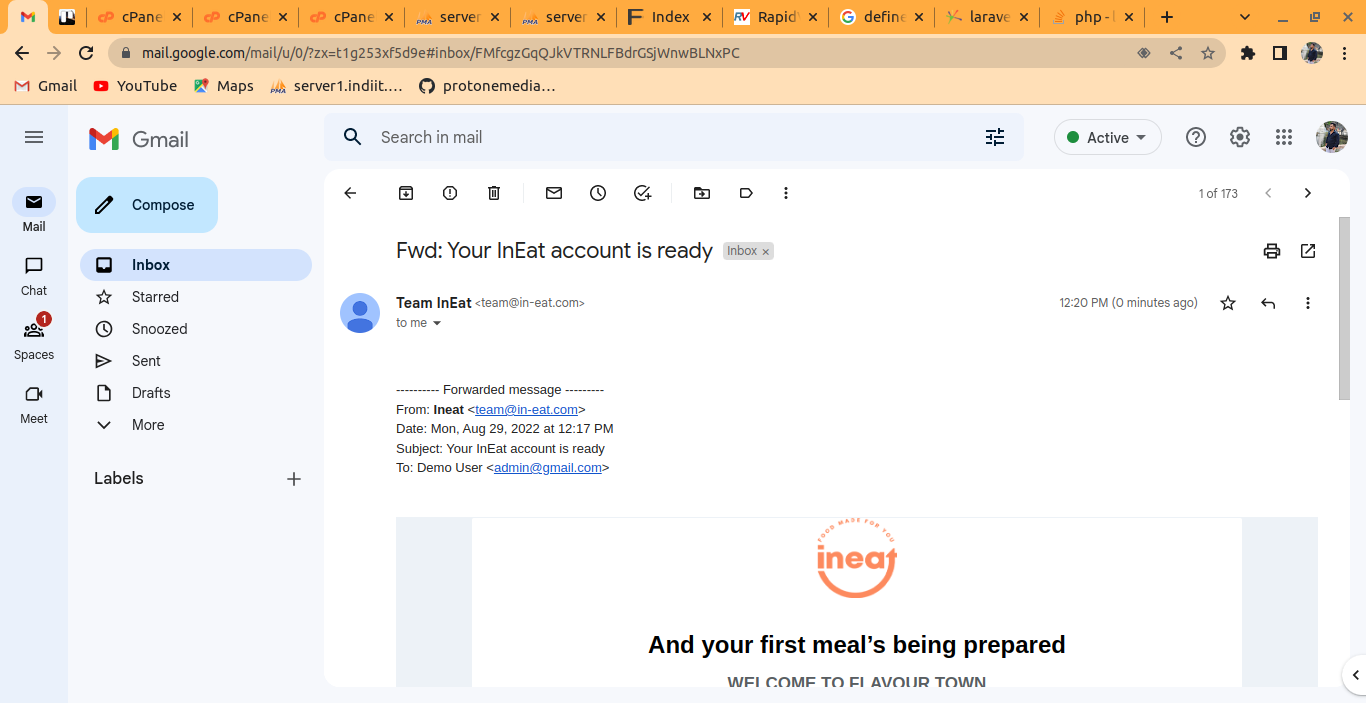 cPane
cPane
cPane
server
server
Index
Rapid
define
larave
php - l
mail.google.com/mail/u/0/?zx=t1g253xf5d9e#inbox/FMfcgzGqQJkVTRNLFBdrGSjWnwBLNxPC
Gmail YouTube Maps server1.indiit.… protonemedia…
Gmail
Search in mail
Active
Mail
Chat
1
Spaces
Meet
Compose
Inbox
Starred
Snoozed
Sent
Drafts
More
Labels
1 of 173
Fwd: Your InEat account is ready Inbox ×
Team InEat <team@in-eat.com> 12:20 PM (0 minutes ago)
to me
---------- Forwarded message ---------
From: Ineat <team@in-eat.com>
Date: Mon, Aug 29, 2022 at 12:17 PM
Subject: Your InEat account is ready
To: Demo User <admin@gmail.com>
FOOD MADE FOR YOU
ineat
And your first meal’s being prepared
WELCOME TO FLAVOUR TOWN